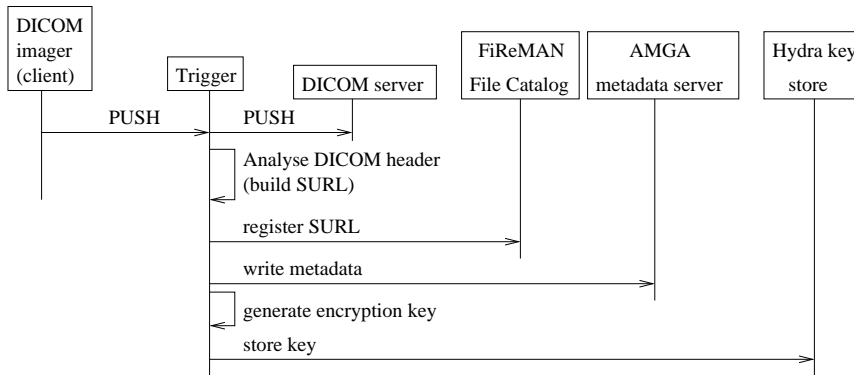 DICOM
imager
(client)
Trigger
DICOM server
FiReMAN
File Catalog
AMGA
metadata server
Hydra key
store
PUSH
PUSH
Analyse DICOM header
(build SURL)
register SURL
write metadata
generate encryption key
store key